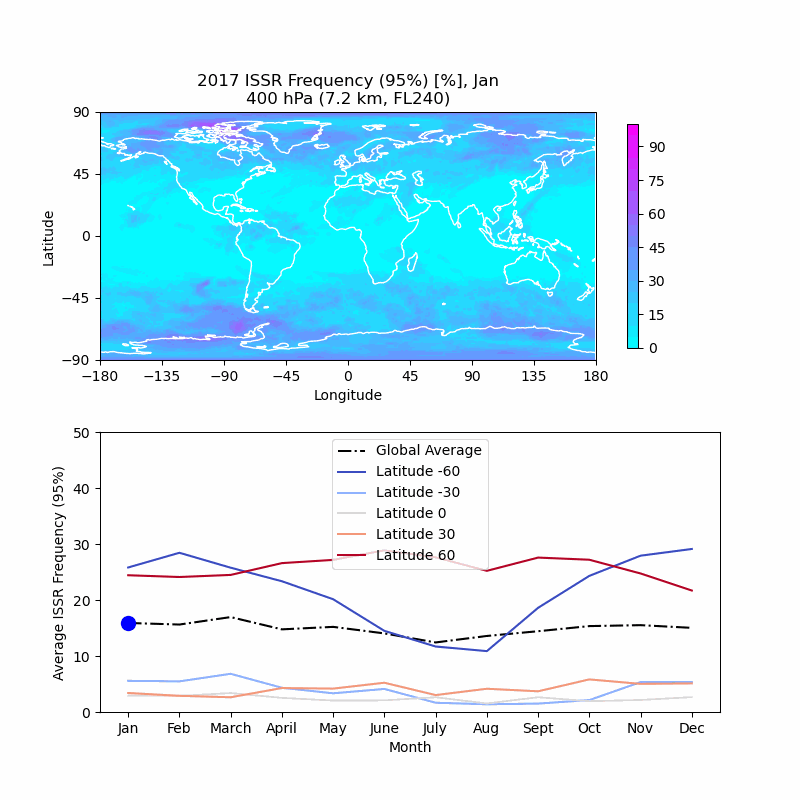 2017 ISSR Frequency (95%) [%], Jan
400 hPa (7.2 km, FL240)
90
45
0
−45
−90
Latitude
−180 −135 −90 −45 0 45 90 135 180
Longitude
90
75
60
45
30
15
0
50
40
30
20
10
0
Average ISSR Frequency (95%)
Global Average
Latitude -60
Latitude -30
Latitude 0
Latitude 30
Latitude 60
Jan Feb March April May June July Aug Sept Oct Nov Dec
Month